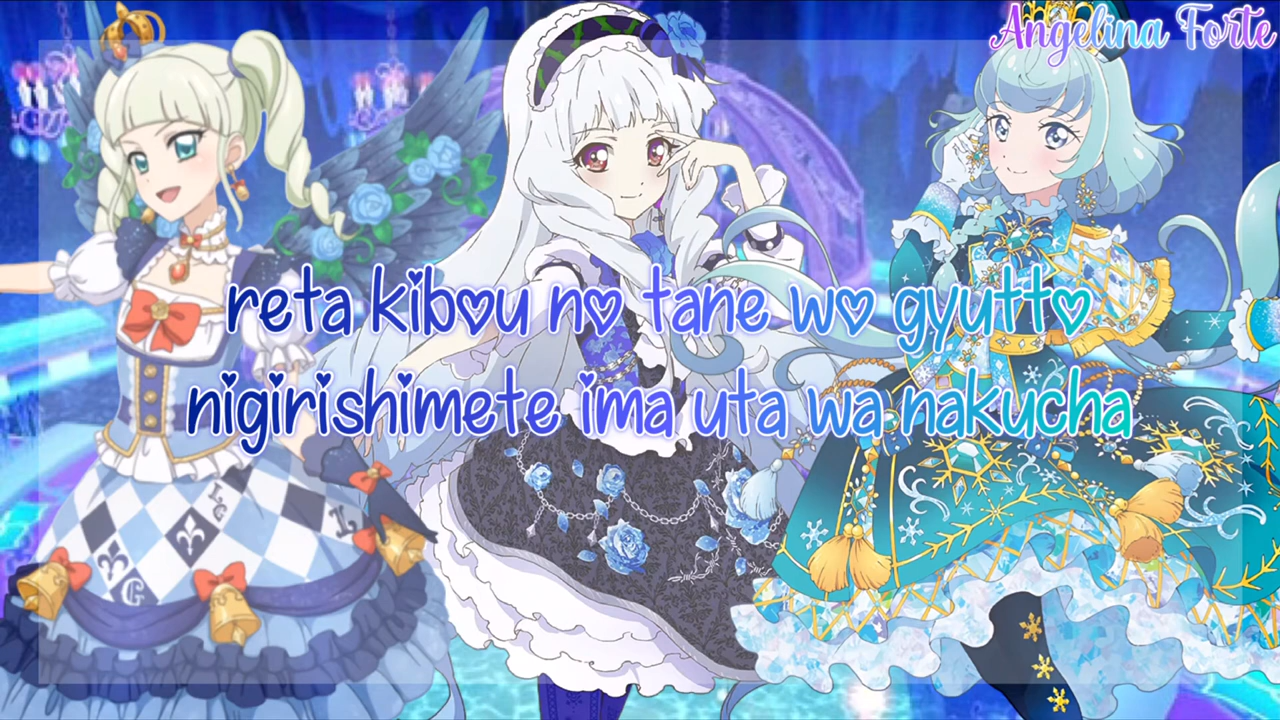 Angelina Forte
reta kibou no tane wo gyutto
nigirishimete ima uta wa nakucha